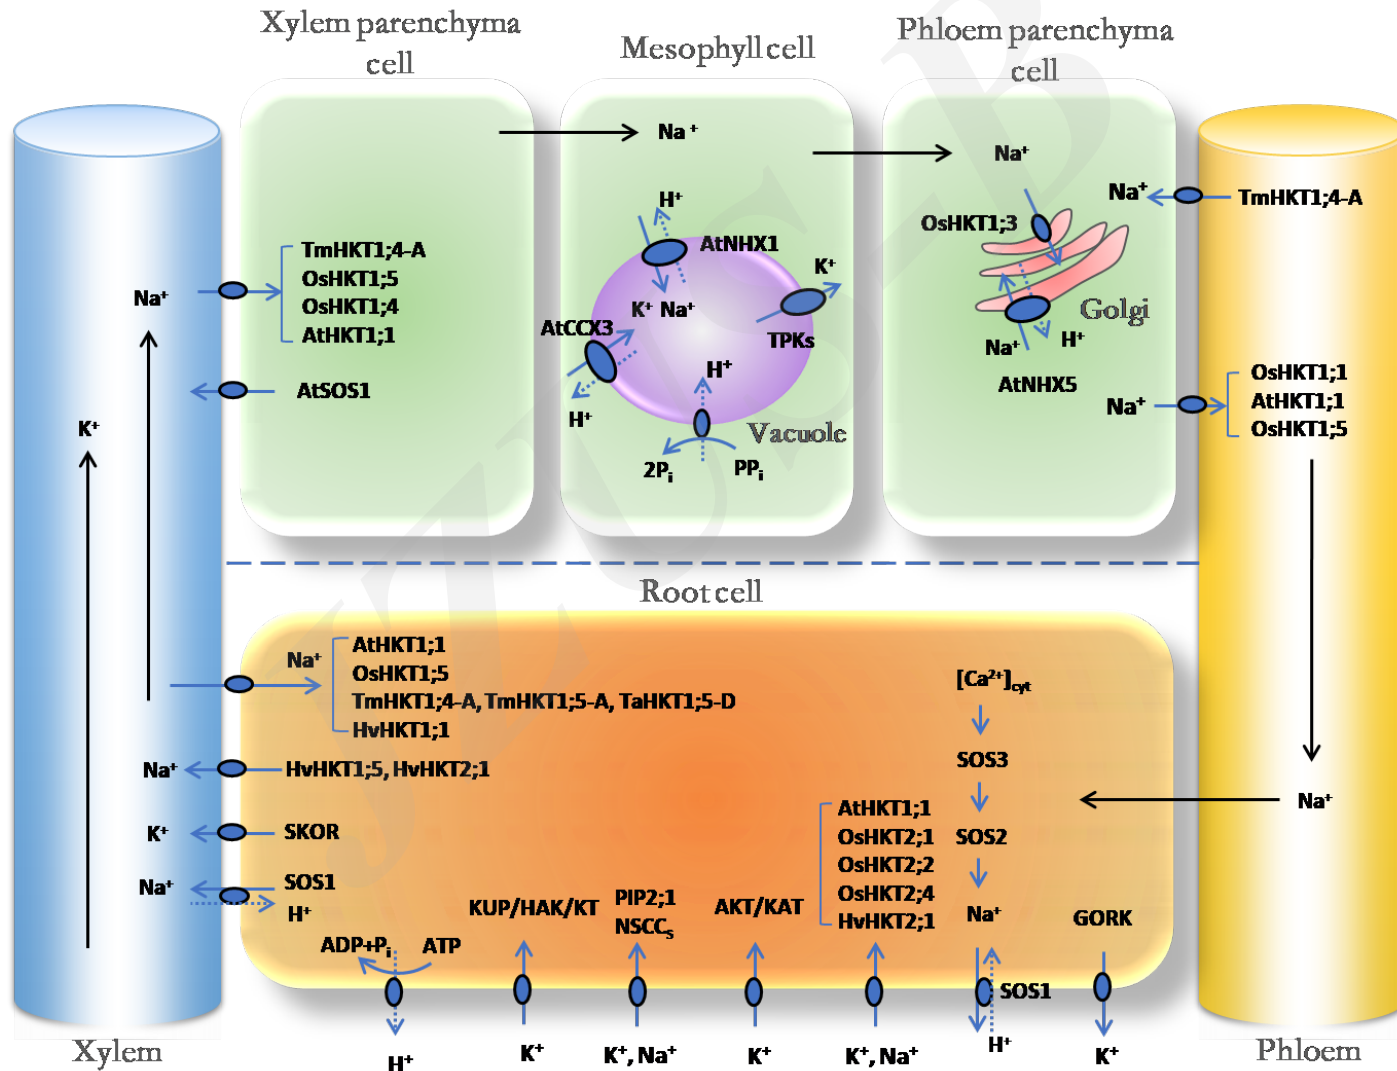 Xylem parenchyma
cell
Mesophyll cell
Phloem parenchyma
cell
Na⁺
Na⁺
Na⁺
TmHKT1;4-A
H⁺
AtNHX1
OsHKT1;3
TmHKT1;4-A
OsHKT1;5
OsHKT1;4
AtHKT1;1
Na⁺
K⁺ Na⁺
K⁺
AtCCX3
TPKs
Golgi
Na⁺
H⁺
AtNHX5
AtSOS1
H⁺
H⁺
Vacuole
2Pᵢ
PPᵢ
Na⁺
OsHKT1;1
AtHKT1;1
OsHKT1;5
K⁺
JZUS-B
Root cell
Na⁺
AtHKT1;1
OsHKT1;5
TmHKT1;4-A, TmHKT1;5-A, TaHKT1;5-D
HvHKT1;1
[Ca²⁺]cyt
Na⁺
HvHKT1;5, HvHKT2;1
SOS3
Na⁺
K⁺
SKOR
AtHKT1;1
OsHKT2;1
OsHKT2;2
OsHKT2;4
HvHKT2;1
SOS2
Na⁺
SOS1
H⁺
KUP/HAK/KT
PIP2;1
NSCCs
AKT/KAT
Na⁺
GORK
ADP+Pᵢ
ATP
SOS1
H⁺
K⁺
K⁺, Na⁺
K⁺
K⁺, Na⁺
H⁺
K⁺
Xylem
Phloem